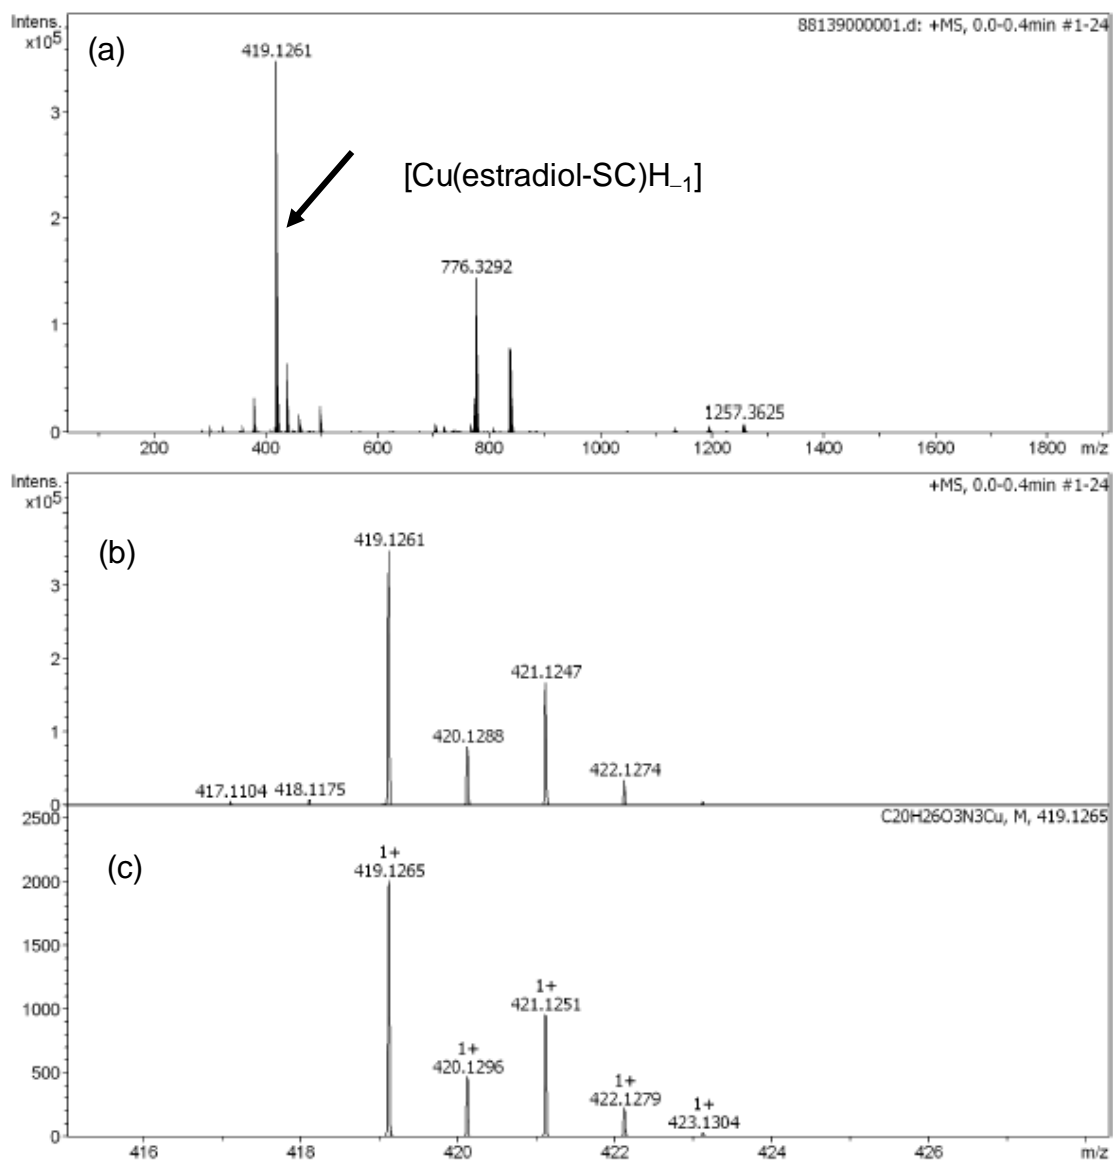 Intens.
x10⁵
88139000001.d: +MS, 0.0-0.4min #1-24
(a)
419.1261
3
[Cu(estradiol-SC)H₋₁]
2
776.3292
1
1257.3625
0
200 400 600 800 1000 1200 1400 1600 1800 m/z
Intens.
x10⁵
+MS, 0.0-0.4min #1-24
(b)
419.1261
3
2
421.1247
420.1288
1
422.1274
417.1104 418.1175
0
2500
C20H26O3N3Cu, M, 419.1265
(c)
1+
419.1265
2000
1500
1+
421.1251
1000
1+
420.1296
500
1+
422.1279
1+
423.1304
0
416 418 420 422 424 426 m/z